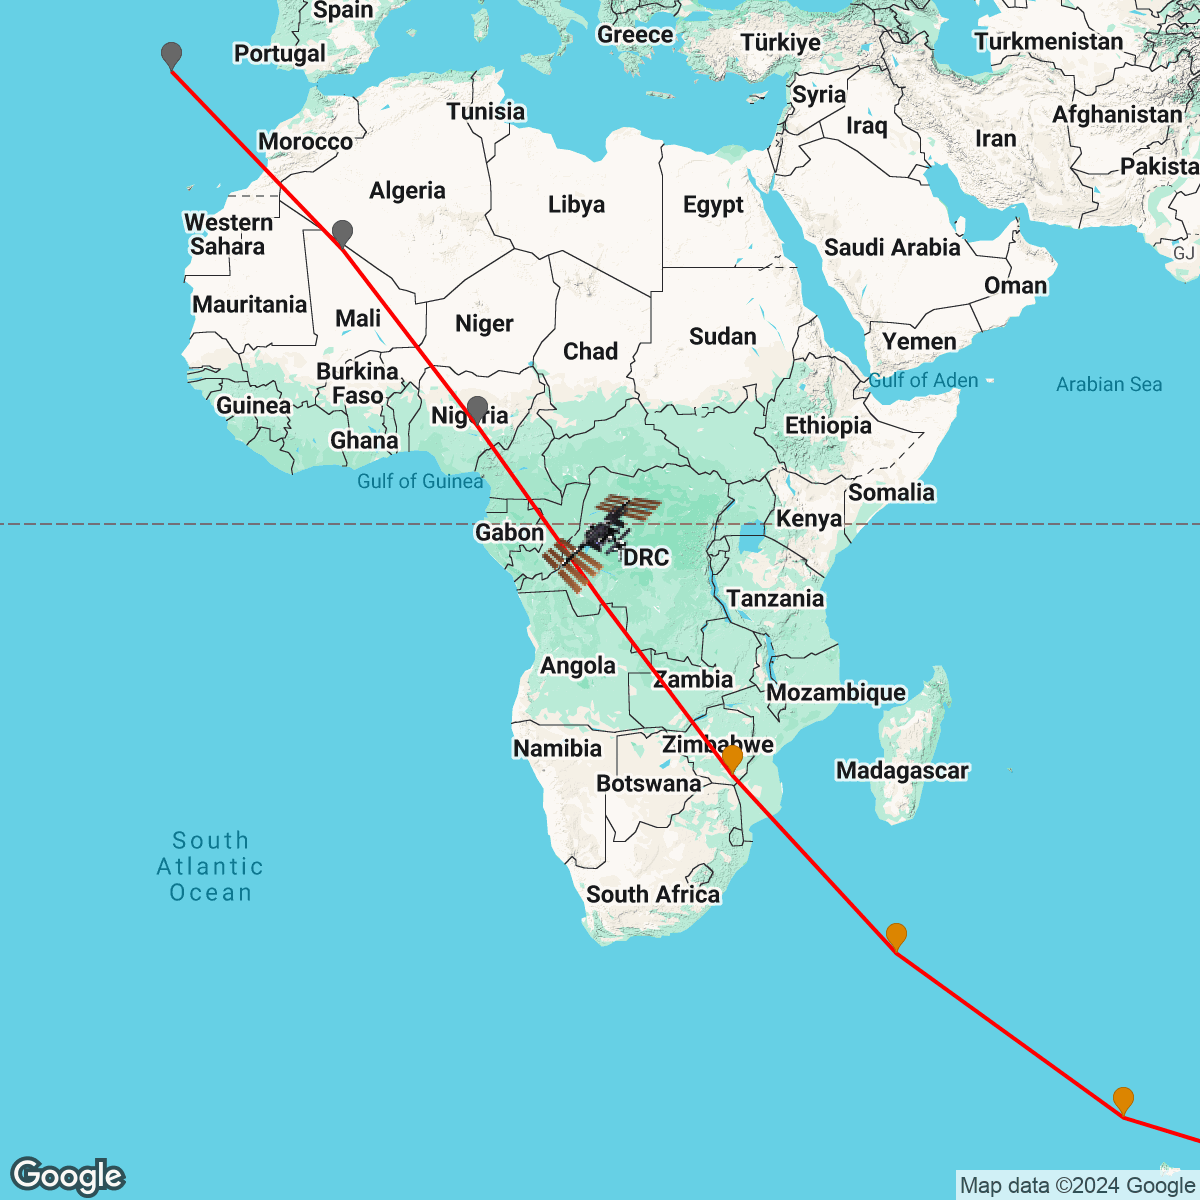 Spain
Portugal
Greece
Türkiye
Turkmenistan
Syria
Afghanistan
Tunisia
Iraq
Iran
Morocco
Pakista
Algeria
Libya
Egypt
Western
Sahara
Saudi Arabia
GJ
Oman
Mauritania
Mali
Niger
Chad
Sudan
Yemen
Burkina
Faso
Gulf of Aden
Arabian Sea
Guinea
Nigeria
Ghana
Ethiopia
Gulf of Guinea
Somalia
Kenya
Gabon
DRC
Tanzania
Angola
Zambia
Mozambique
Namibia
Zimbabwe
Botswana
Madagascar
South
Atlantic
Ocean
South Africa
Google
Map data ©2024 Google